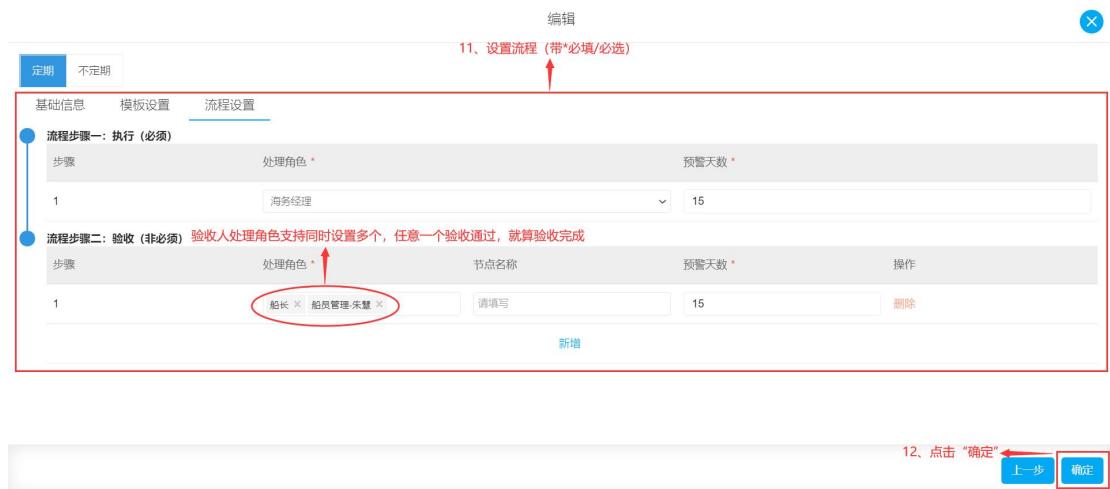 编辑
11、设置流程（带*必填/必选）
定期 不定期
基础信息 模板设置 流程设置
流程步骤一：执行（必须）
步骤 处理角色 * 预警天数 *
1 海务经理 15
流程步骤二：验收（非必须） 验收人处理角色支持同时设置多个，任意一个验收通过，就算验收完成
步骤 处理角色 * 节点名称 预警天数 * 操作
1 船长 × 船员管理-朱慧 × 请填写 15 删除
新增
12、点击“确定”
上一步 确定